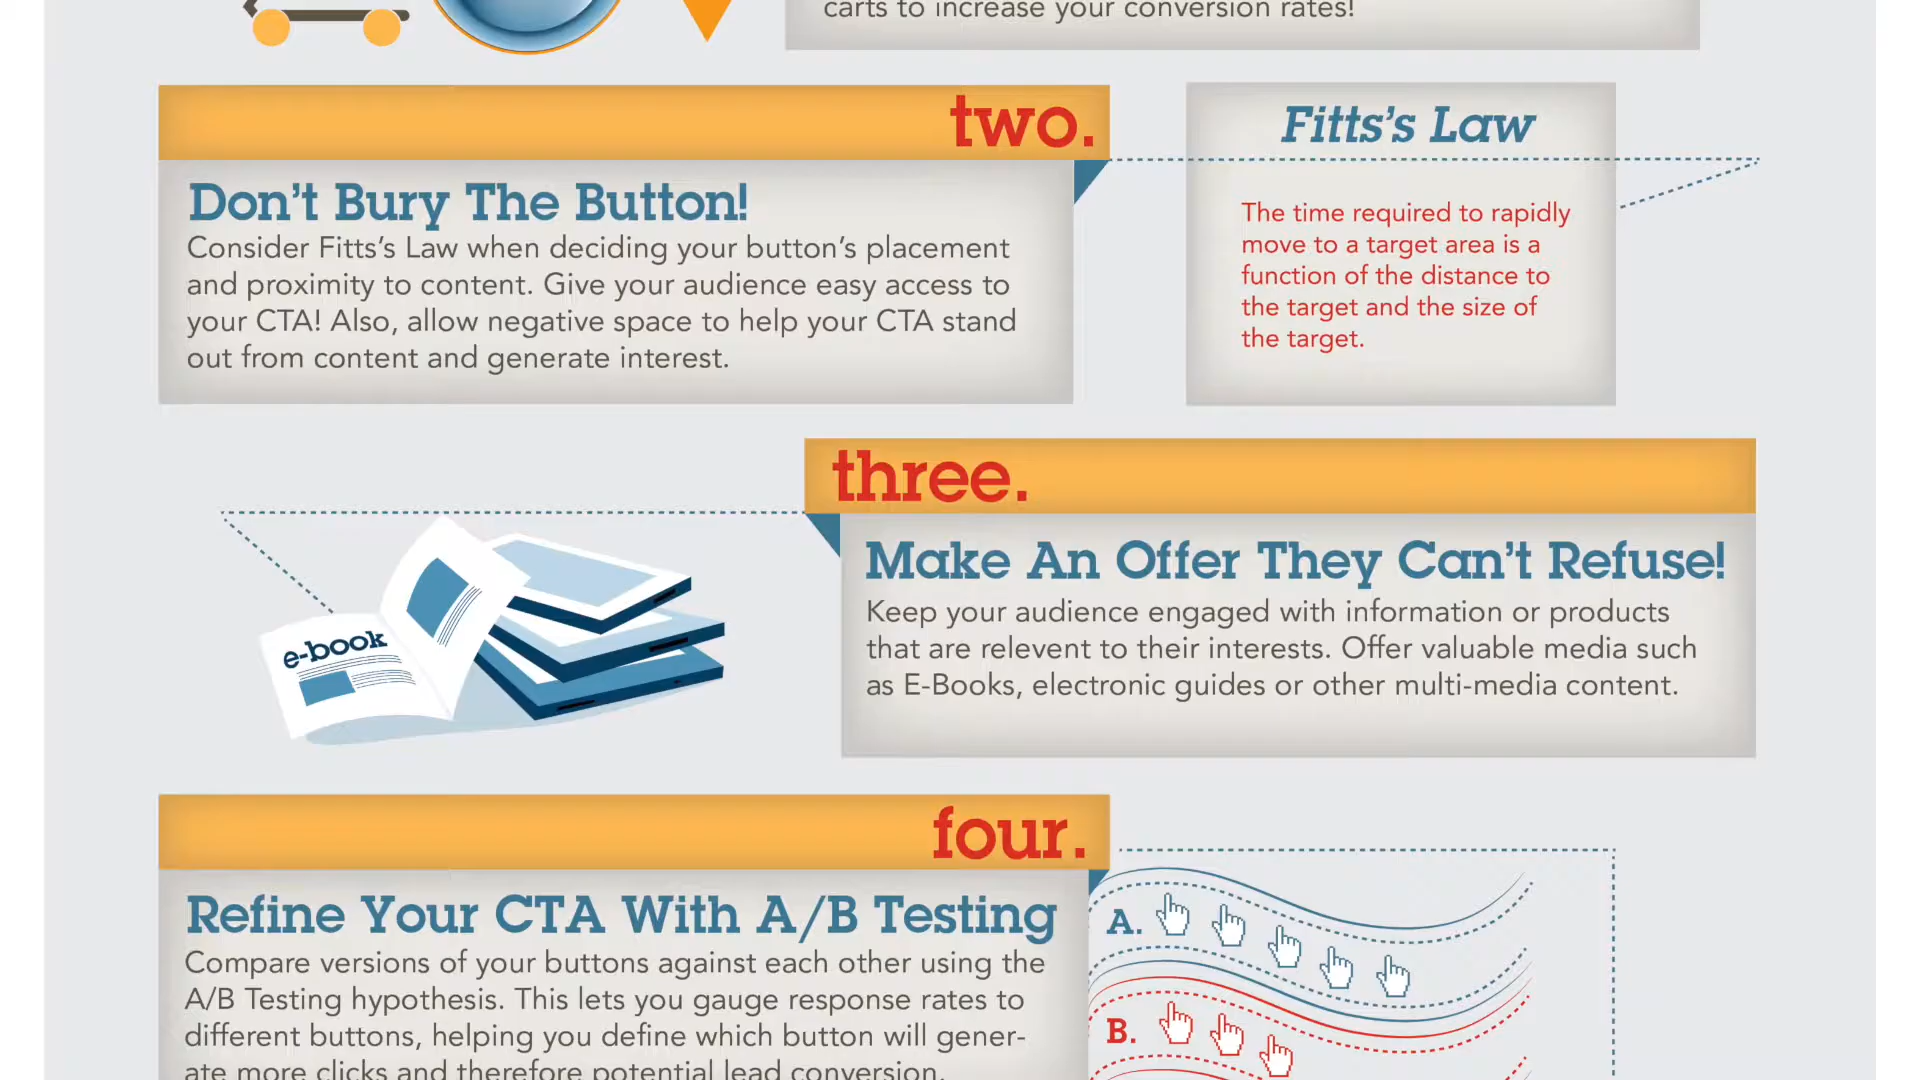 carts to increase your conversion rates!
two.
Don't Bury The Button!
Consider Fitts's Law when deciding your button's placement
and proximity to content. Give your audience easy access to
your CTA! Also, allow negative space to help your CTA stand
out from content and generate interest.
Fitts's Law
The time required to rapidly
move to a target area is a
function of the distance to
the target and the size of
the target.
three.
Make An Offer They Can't Refuse!
Keep your audience engaged with information or products
that are relevent to their interests. Offer valuable media such
as E-Books, electronic guides or other multi-media content.
e-book
four.
Refine Your CTA With A/B Testing
Compare versions of your buttons against each other using the
A/B Testing hypothesis. This lets you gauge response rates to
different buttons, helping you define which button will gener-
ate more clicks and therefore potential lead conversion.
A.
B.